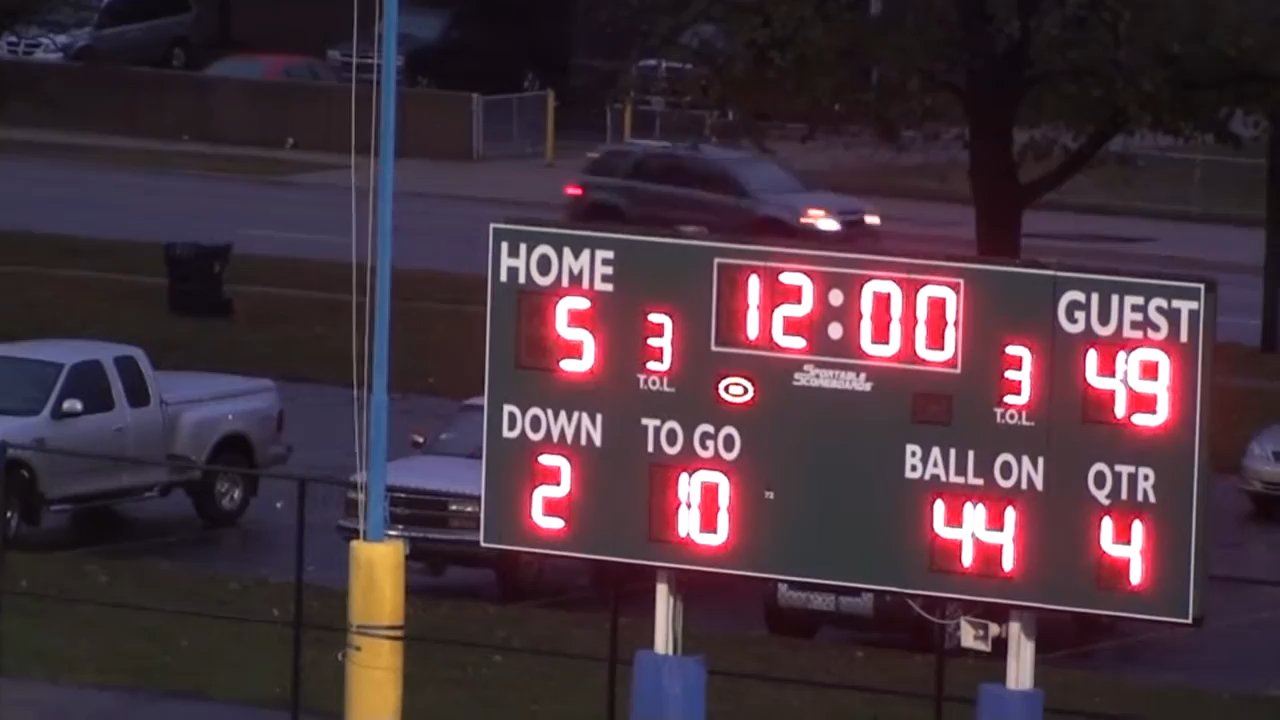 HOME 12:00 GUEST
5 3 3 49
T.O.L. SPORTABLE SCOREBOARDS T.O.L.
DOWN TO GO BALL ON QTR
2 10 44 4